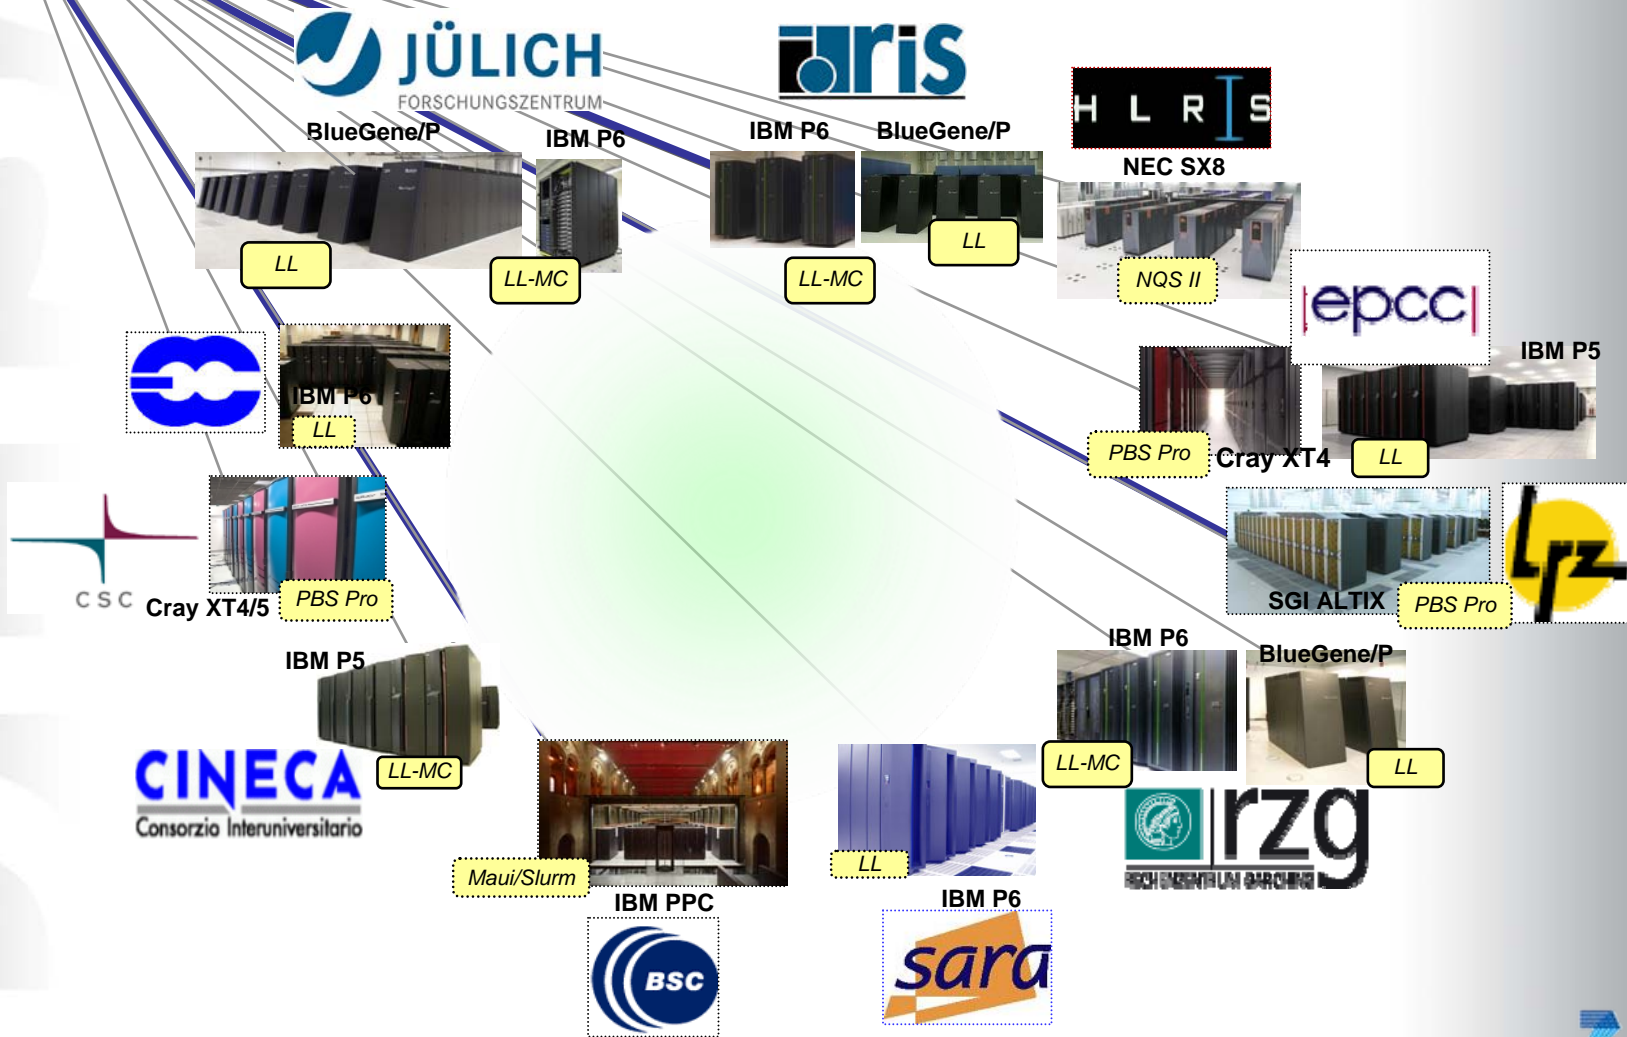 JÜLICH
FORSCHUNGSZENTRUM
idris
H L R I S
BlueGene/P
IBM P6
IBM P6
BlueGene/P
NEC SX8
LL
LL-MC
LL-MC
LL
NQS II
|epcc|
IBM P5
IBM P6
LL
PBS Pro
Cray XT4
LL
CSC
Cray XT4/5
PBS Pro
SGI ALTIX
PBS Pro
lrz
IBM P5
LL-MC
CINECA
Consorzio Interuniversitario
IBM P6
BlueGene/P
LL-MC
LL
rzg
Maui/Slurm
IBM PPC
BSC
LL
IBM P6
sara